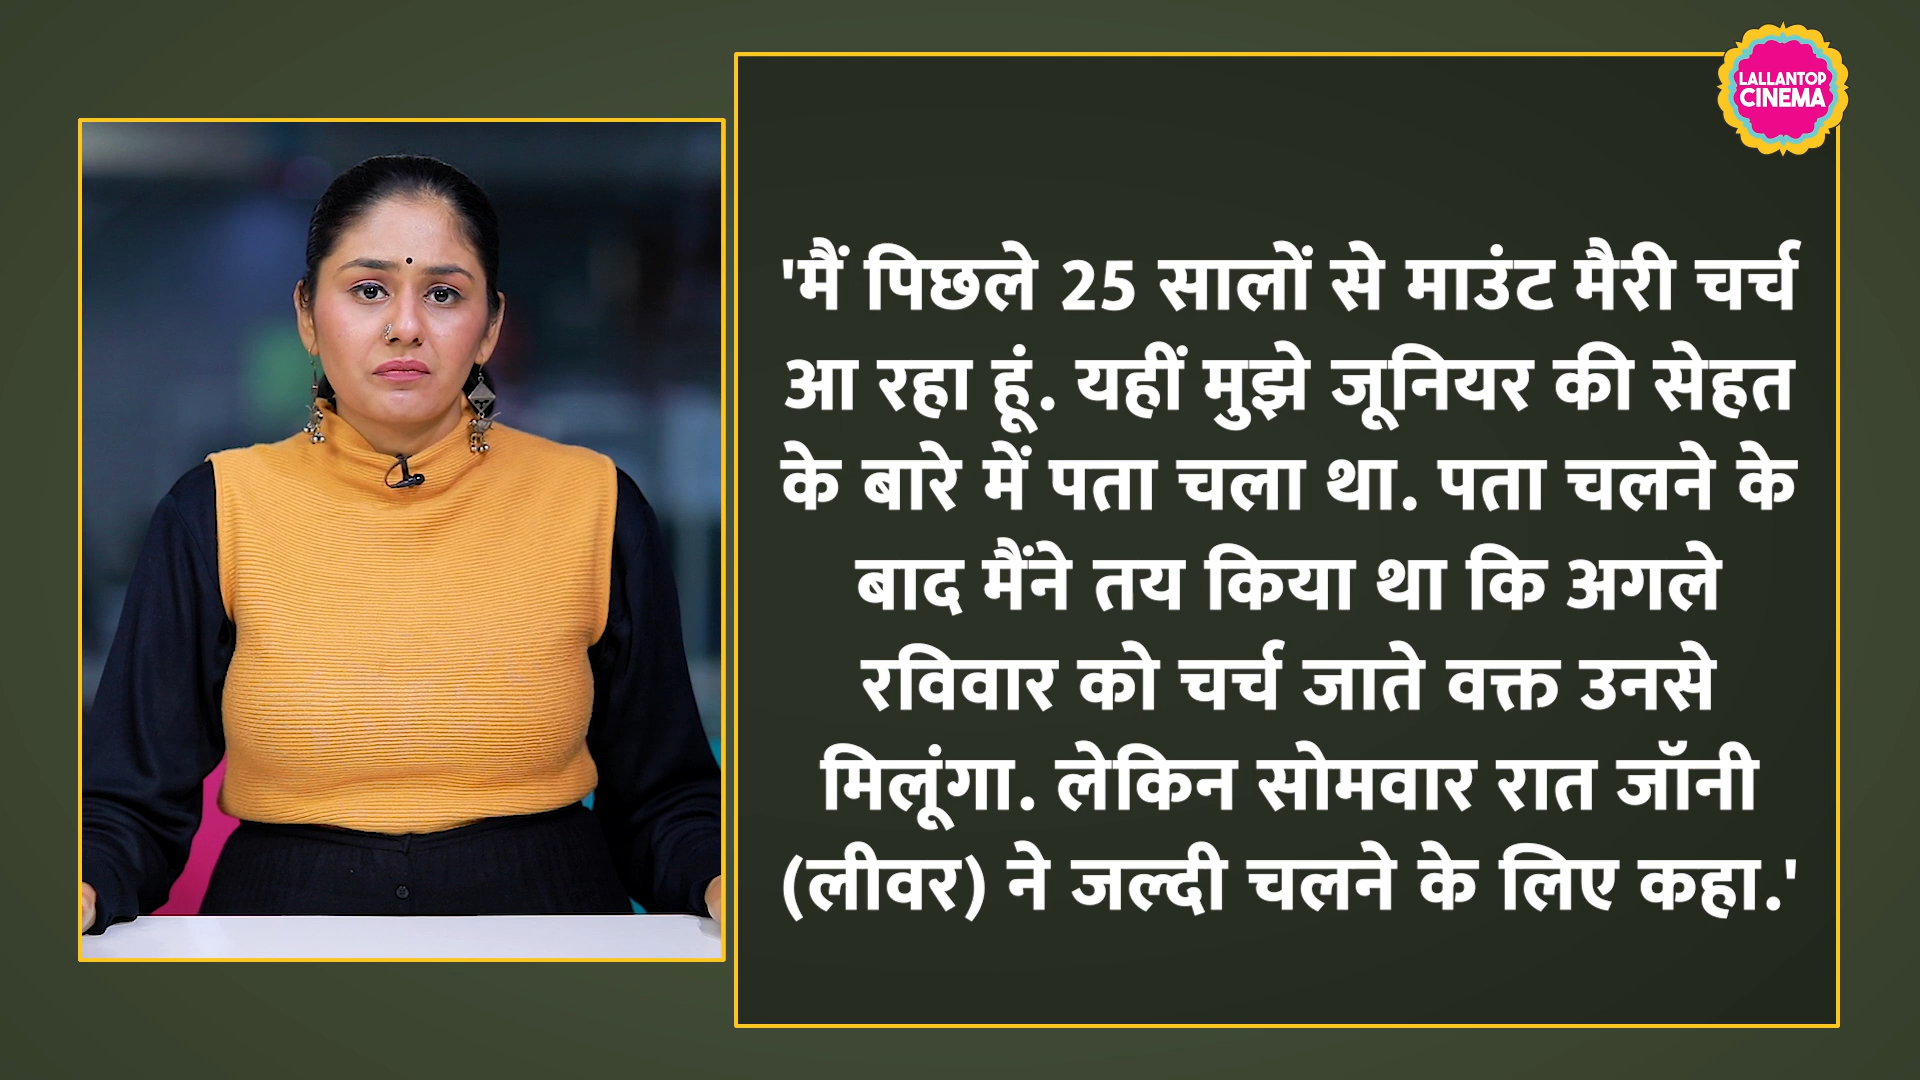 LALLANTOP
CINEMA
'मैं पिछले 25 सालों से माउंट मैरी चर्च
आ रहा हूं. यहीं मुझे जूनियर की सेहत
के बारे में पता चला था. पता चलने के
बाद मैंने तय किया था कि अगले
रविवार को चर्च जाते वक्त उनसे
मिलूंगा. लेकिन सोमवार रात जॉनी
(लीवर) ने जल्दी चलने के लिए कहा.'